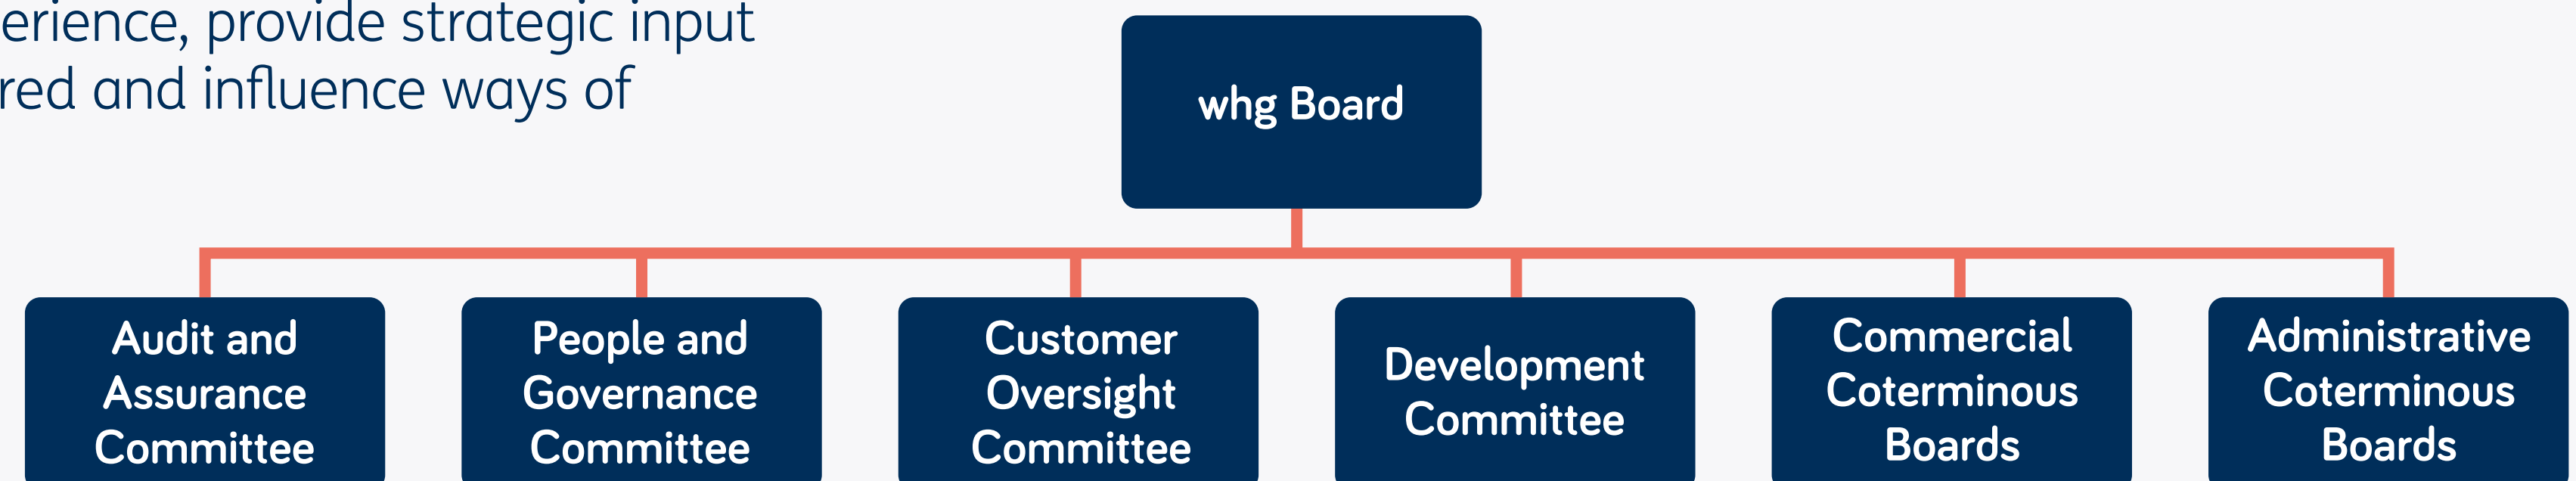 erience, provide strategic input
red and influence ways of
whg Board
Audit and
Assurance
Committee
People and
Governance
Committee
Customer
Oversight
Committee
Development
Committee
Commercial
Coterminous
Boards
Administrative
Coterminous
Boards